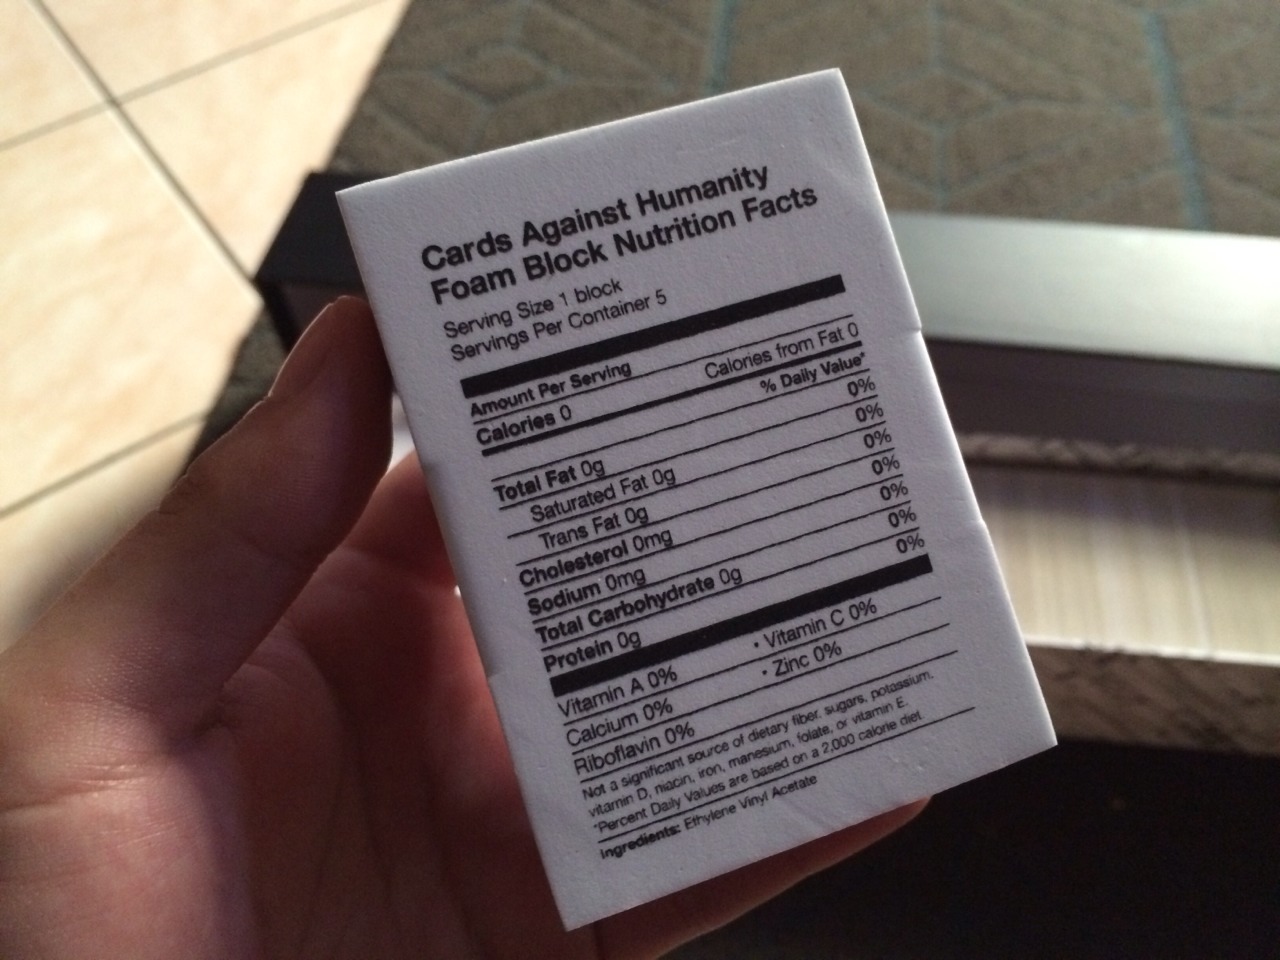 Cards Against Humanity
Foam Block Nutrition Facts
Serving Size 1 block
Servings Per Container 5
Amount Per Serving
Calories 0 Calories from Fat 0
% Daily Value*
Total Fat 0g 0%
Saturated Fat 0g 0%
Trans Fat 0g 0%
Cholesterol 0mg 0%
Sodium 0mg 0%
Total Carbohydrate 0g 0%
Protein 0g 0%
Vitamin A 0% • Vitamin C 0%
Calcium 0% • Zinc 0%
Riboflavin 0%
Not a significant source of dietary fiber, sugars, potassium,
vitamin D, niacin, iron, manesium, folate, or vitamin E.
*Percent Daily Values are based on a 2,000 calorie diet
Ingredients: Ethylene Vinyl Acetate